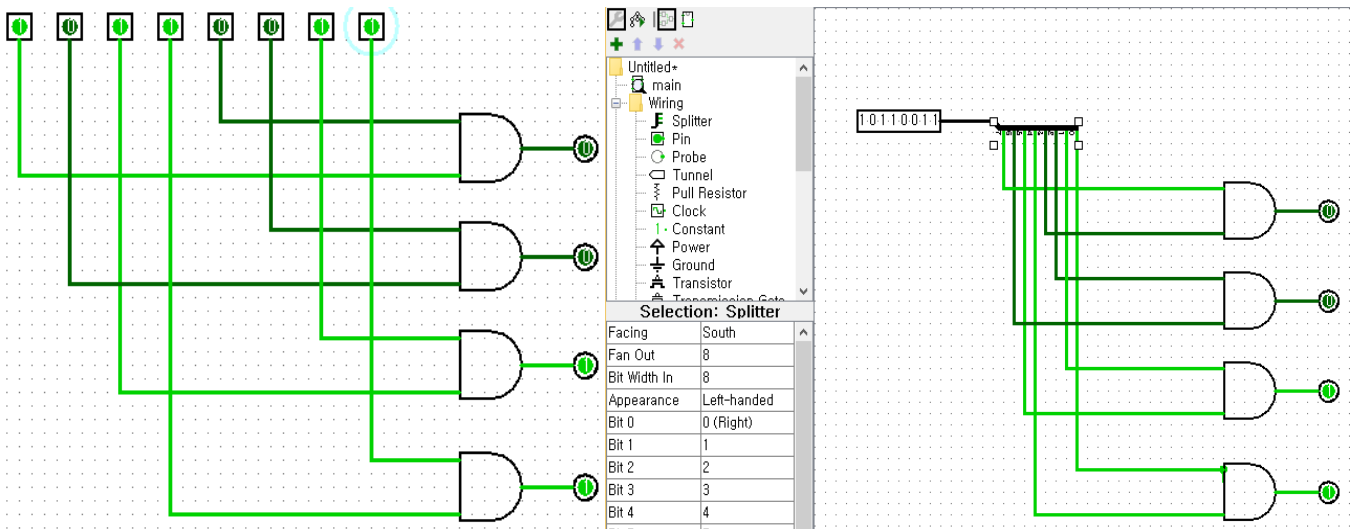 1 0 1 1 0 0 1 1
0
0
1
1
Untitled*
main
Wiring
Splitter
Pin
Probe
Tunnel
Pull Resistor
Clock
Constant
Power
Ground
Transistor
Transmission Gate
Selection: Splitter
Facing South
Fan Out 8
Bit Width In 8
Appearance Left-handed
Bit 0 0 (Right)
Bit 1 1
Bit 2 2
Bit 3 3
Bit 4 4
10110011
0
0
1
1